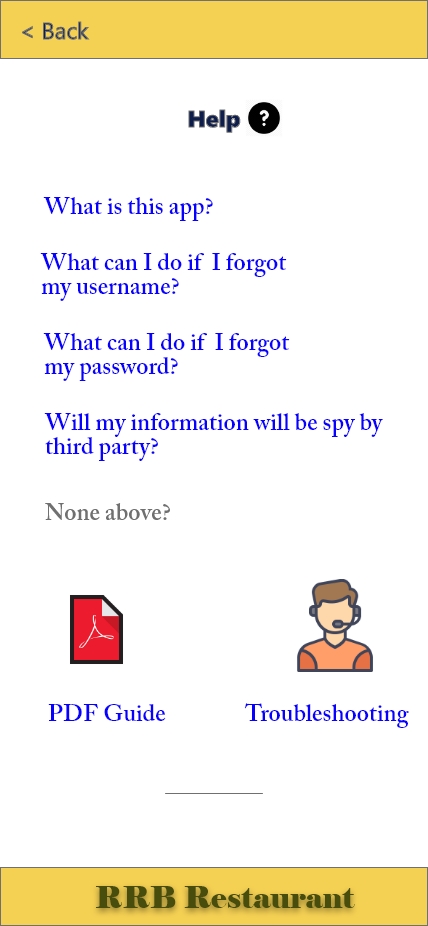 < Back
Help ?
What is this app?
What can I do if I forgot
my username?
What can I do if I forgot
my password?
Will my information will be spy by
third party?
None above?
PDF Guide
Troubleshooting
RRB Restaurant